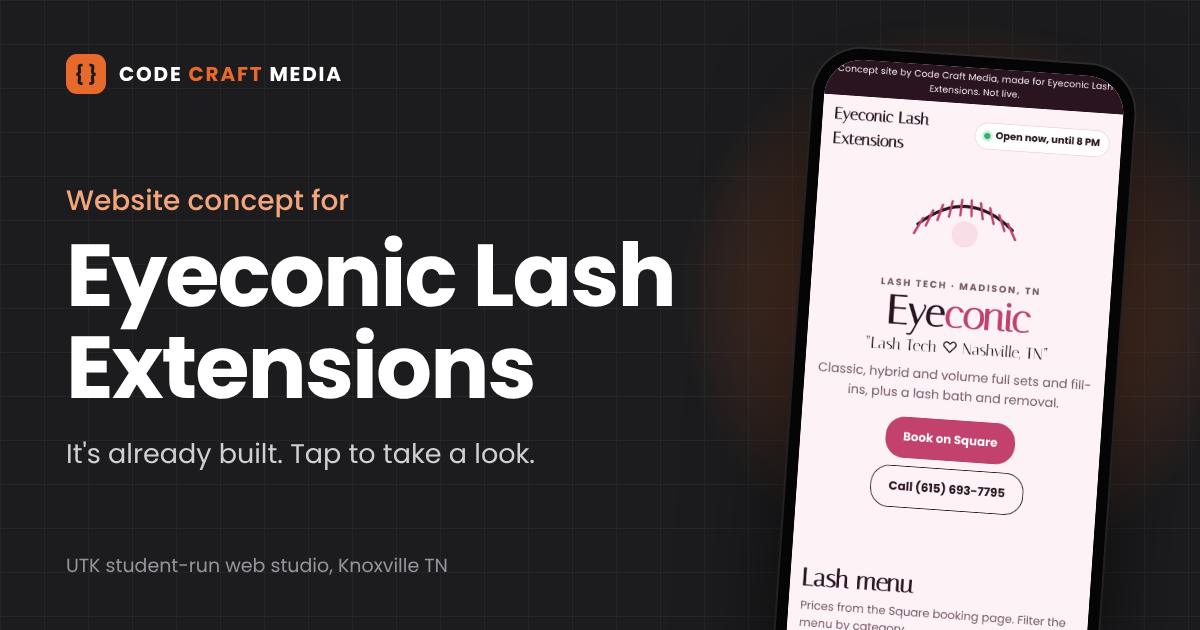 { } CODE CRAFT MEDIA
Website concept for
Eyeconic Lash
Extensions
It's already built. Tap to take a look.
UTK student-run web studio, Knoxville TN
Concept site by Code Craft Media, made for Eyeconic Lash
Extensions. Not live.
Eyeconic Lash
Extensions
Open now, until 8 PM
LASH TECH · MADISON, TN
Eyeconic
"Lash Tech ♡ Nashville, TN"
Classic, hybrid and volume full sets and fill-
ins, plus a lash bath and removal.
Book on Square
Call (615) 693-7795
Lash menu
Prices from the Square booking page. Filter the
menu by category